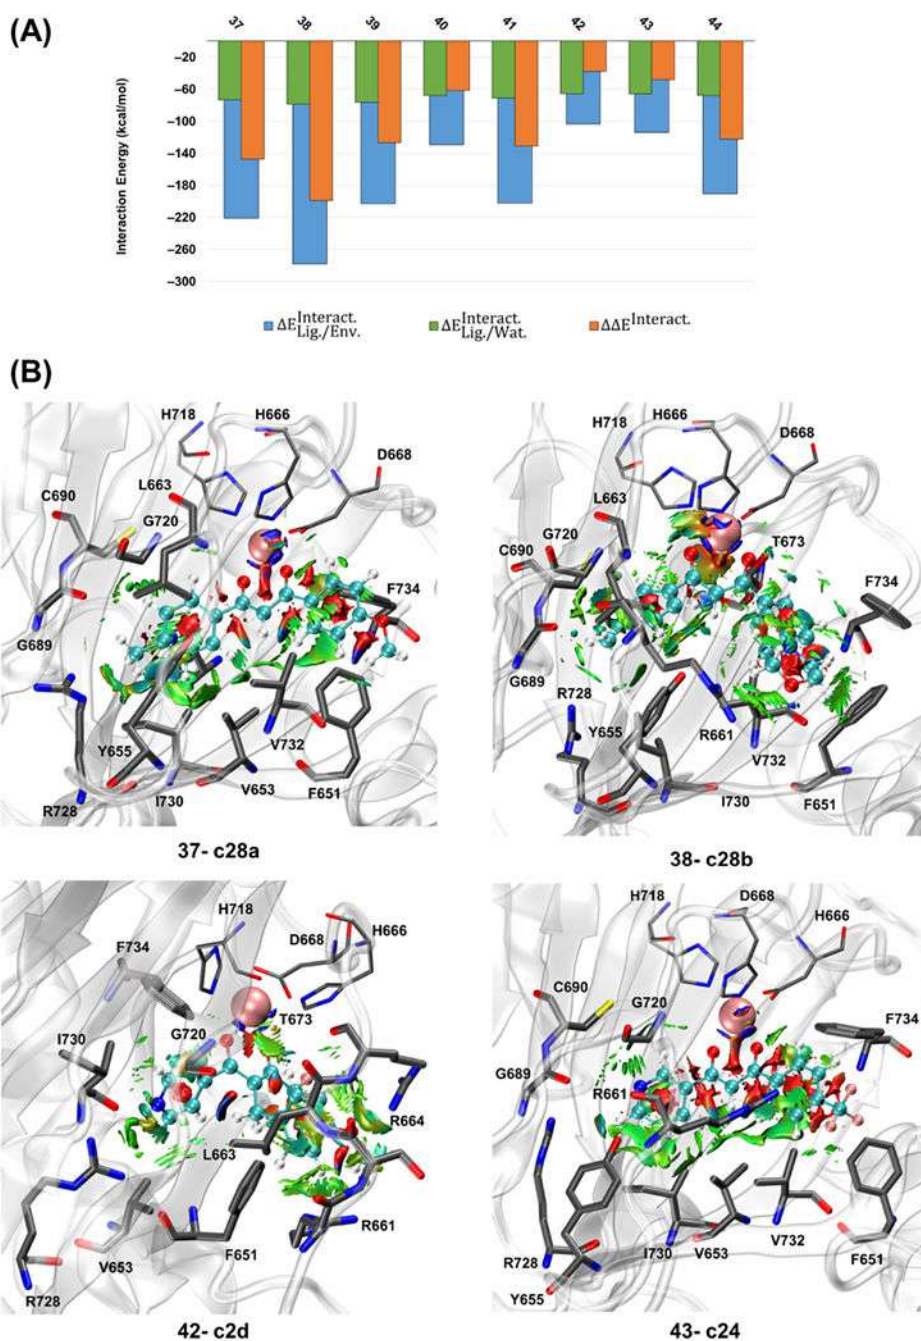 (A)
37 38 39 40 41 42 43 44
Interaction Energy (kcal/mol)
−20
−60
−100
−140
−180
−220
−260
−300
ΔE Interact. Lig./Env. ΔE Interact. Lig./Wat. ΔΔE Interact.
(B)
H718 H666
D668
L663
C690
G720
F734
G689
Y655
V732
R728
I730
V653
F651
37- c28a
H666
H718
D668
L663
G720
C690
T673
F734
G689
R728
Y655
R661
V732
I730
F651
38- c28b
H718
D668
H666
F734
T673
G720
I730
R664
L663
R661
F651
V653
R728
42- c2d
H718
D668
H666
C690
G720
F734
G689
R661
R728
I730
V653
V732
F651
Y655
43- c24